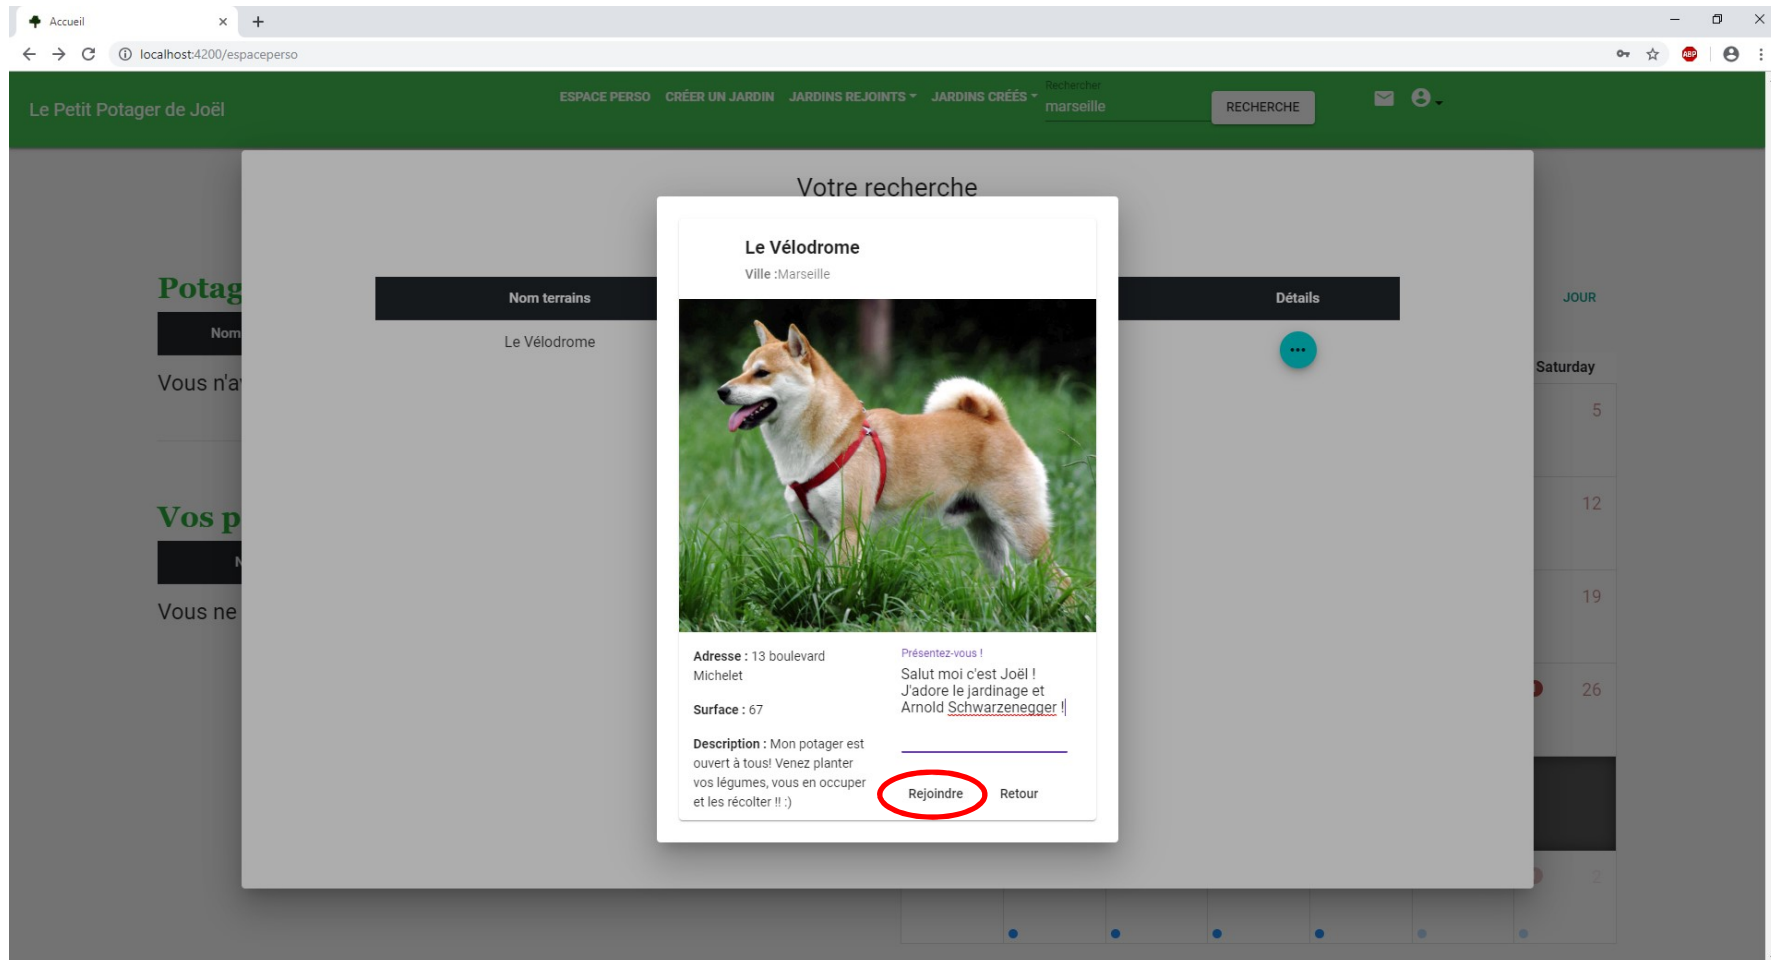 Accueil
localhost:4200/espaceperso
ABP
Le Petit Potager de Joël
ESPACE PERSO
CRÉER UN JARDIN
JARDINS REJOINTS
JARDINS CRÉÉS
Rechercher
marseille
RECHERCHE
Votre recherche
Potag
Nom
Vous n'a
Vos p
N
Vous ne
Nom terrains
Détails
Le Vélodrome
Le Vélodrome
Ville :Marseille
Adresse : 13 boulevard
Michelet
Surface : 67
Description : Mon potager est
ouvert à tous! Venez planter
vos légumes, vous en occuper
et les récolter !! :)
Présentez-vous !
Salut moi c'est Joël !
J'adore le jardinage et
Arnold Schwarzenegger !
Rejoindre
Retour
JOUR
Saturday
5
12
19
26
2